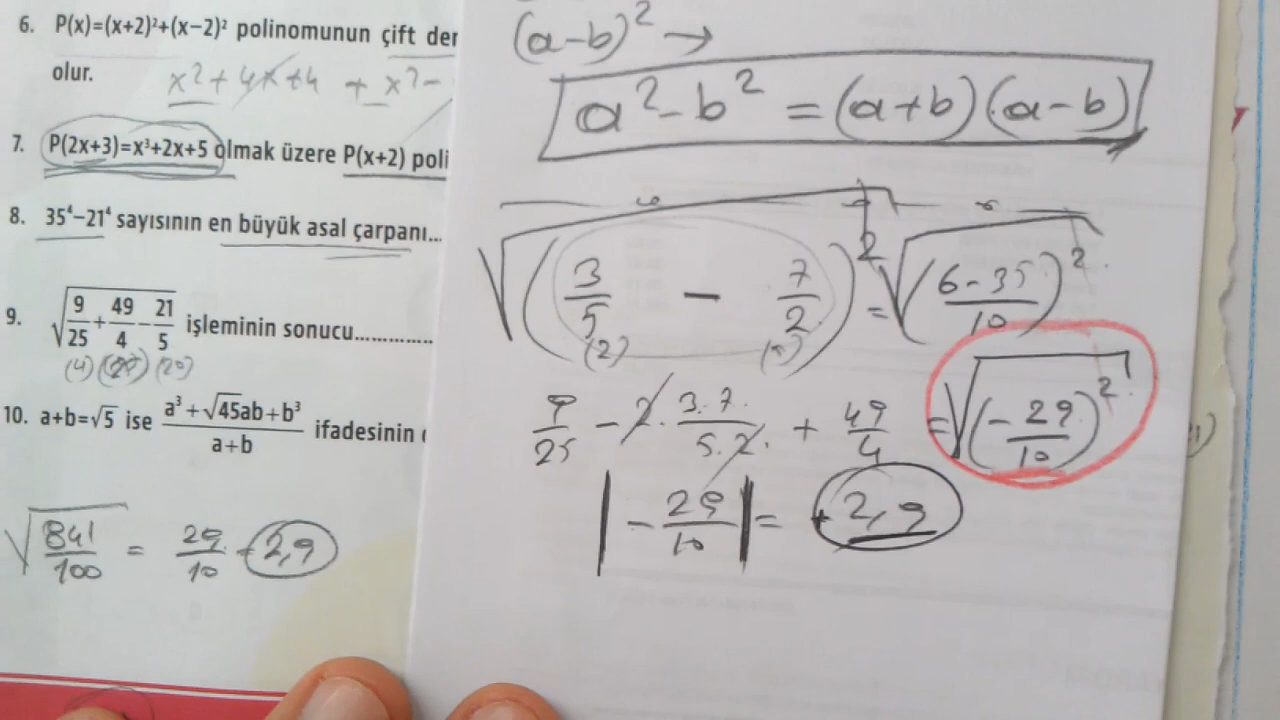 6. P(x)=(x+2)²+(x−2)² polinomunun çift
olur.
x²+4x+4 + x²−
7. P(2x+3)=x³+2x+5 olmak üzere P(x+2)
8. 35⁴−21⁴ sayısının en büyük asal çarpanı...
9. √(9/25+49/4−21/5) işleminin sonucu..............
(4) (20)
10. a+b=√5 ise (a³+√45ab+b³)/(a+b) ifadesinin
√(841/100) = 29/10 = 2,9
(a−b)² →
a²−b² = (a+b)(a−b)
√(3/5 − 7/2)² = √((6−35)/10)²
(2)
9/25 − 2. 3.7/5.2. + 49/4 = √(−29/10)²
|−29/10| = +2,9